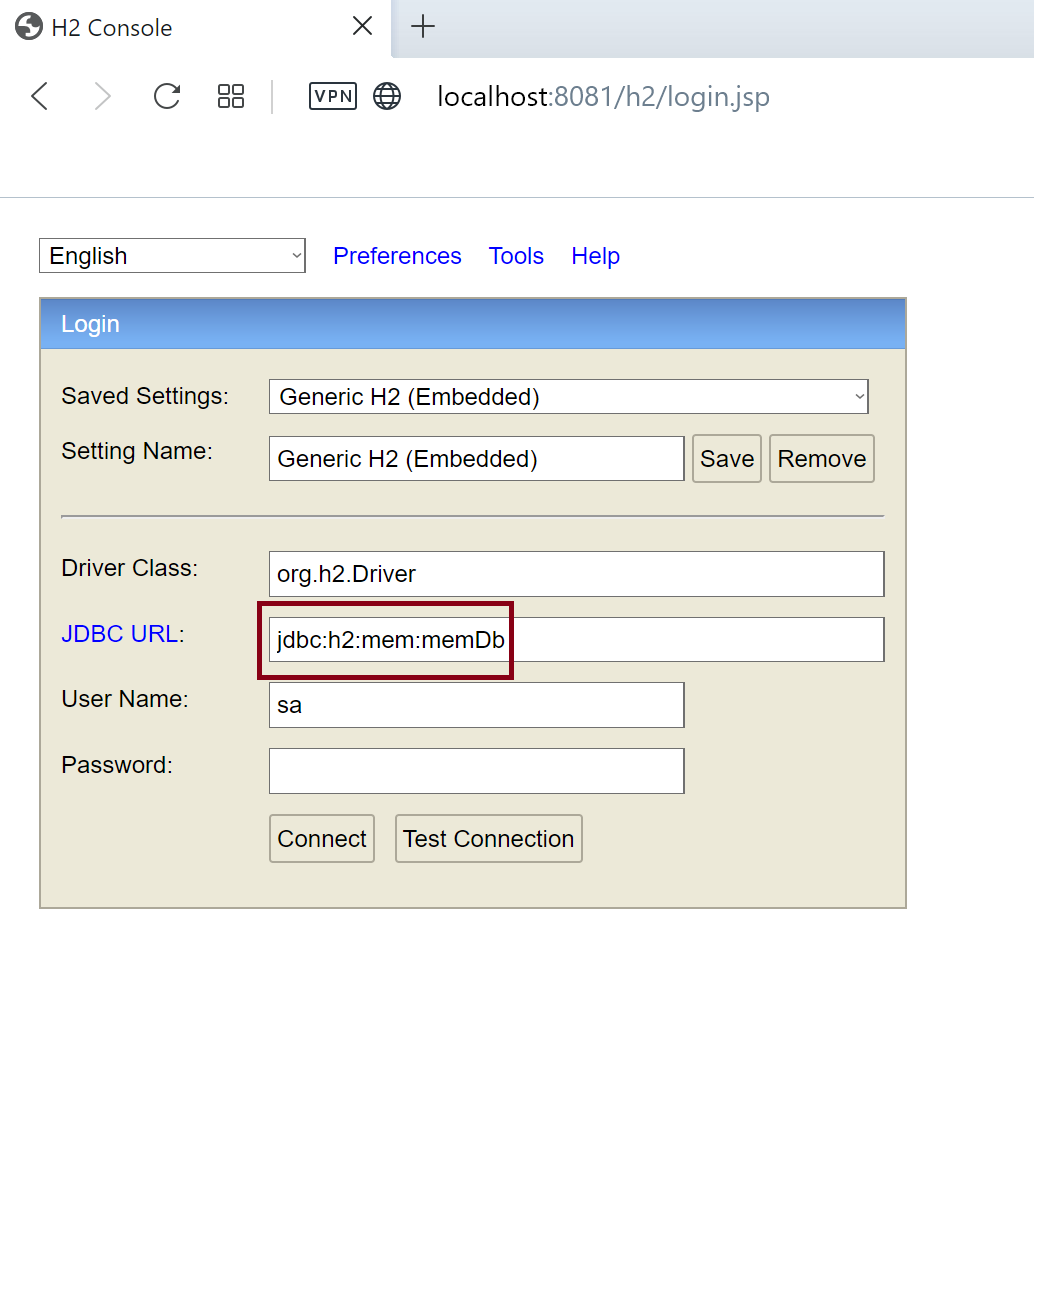 H2 Console
VPN localhost:8081/h2/login.jsp
English Preferences Tools Help
Login
Saved Settings: Generic H2 (Embedded)
Setting Name: Generic H2 (Embedded) Save Remove
Driver Class: org.h2.Driver
JDBC URL: jdbc:h2:mem:memDb
User Name: sa
Password:
Connect Test Connection